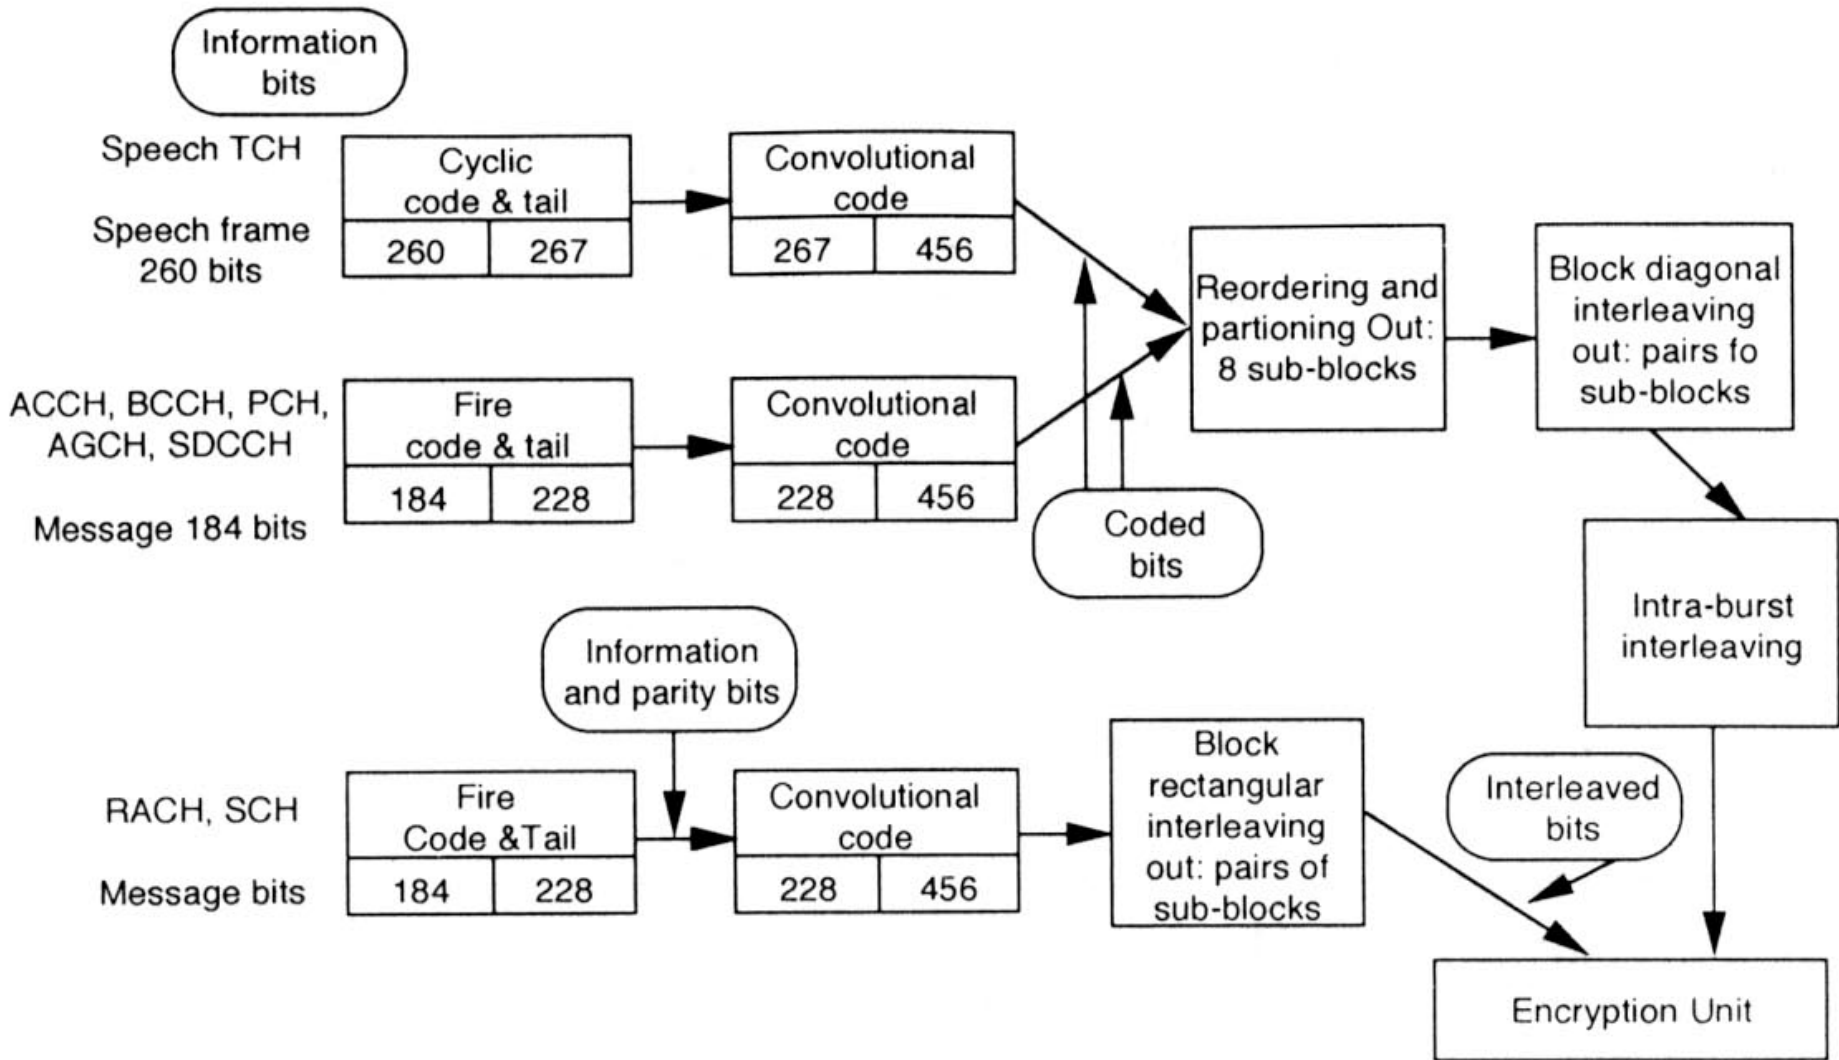 Information
bits
Speech TCH
Speech frame
260 bits
Cyclic
code & tail
260 267
Convolutional
code
267 456
Reordering and
partioning Out:
8 sub-blocks
Block diagonal
interleaving
out: pairs fo
sub-blocks
ACCH, BCCH, PCH,
AGCH, SDCCH
Message 184 bits
Fire
code & tail
184 228
Convolutional
code
228 456
Coded
bits
Intra-burst
interleaving
Information
and parity bits
RACH, SCH
Message bits
Fire
Code &Tail
184 228
Convolutional
code
228 456
Block
rectangular
interleaving
out: pairs of
sub-blocks
Interleaved
bits
Encryption Unit